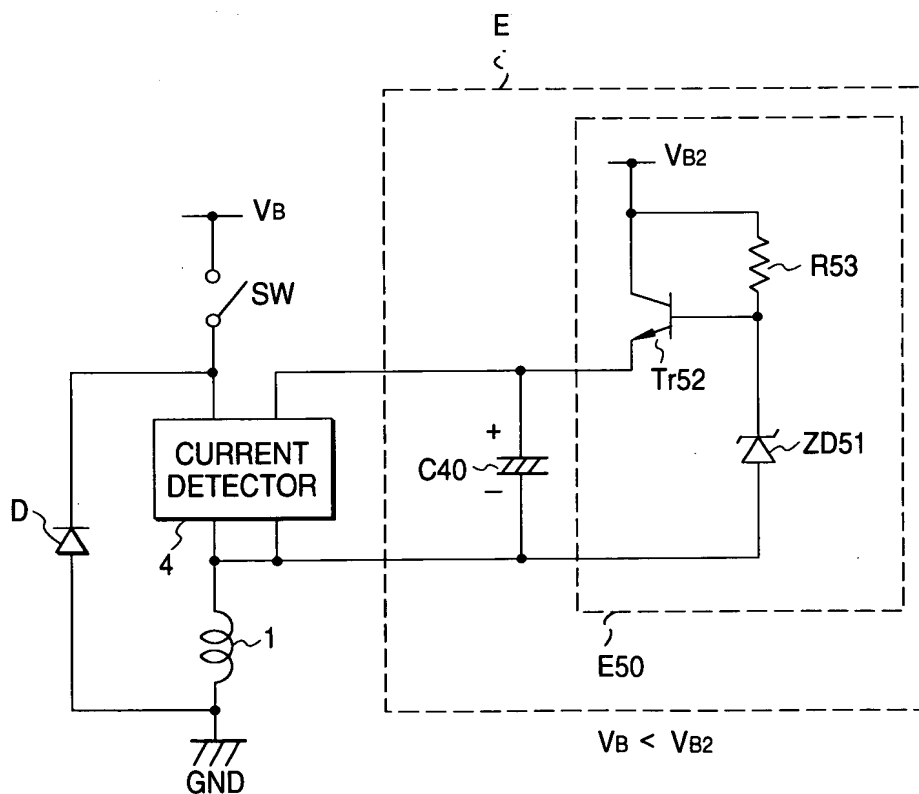 E
VB2
VB
R53
SW
Tr52
+
CURRENT
DETECTOR
C40
ZD51
D
−
4
1
E50
VB < VB2
GND